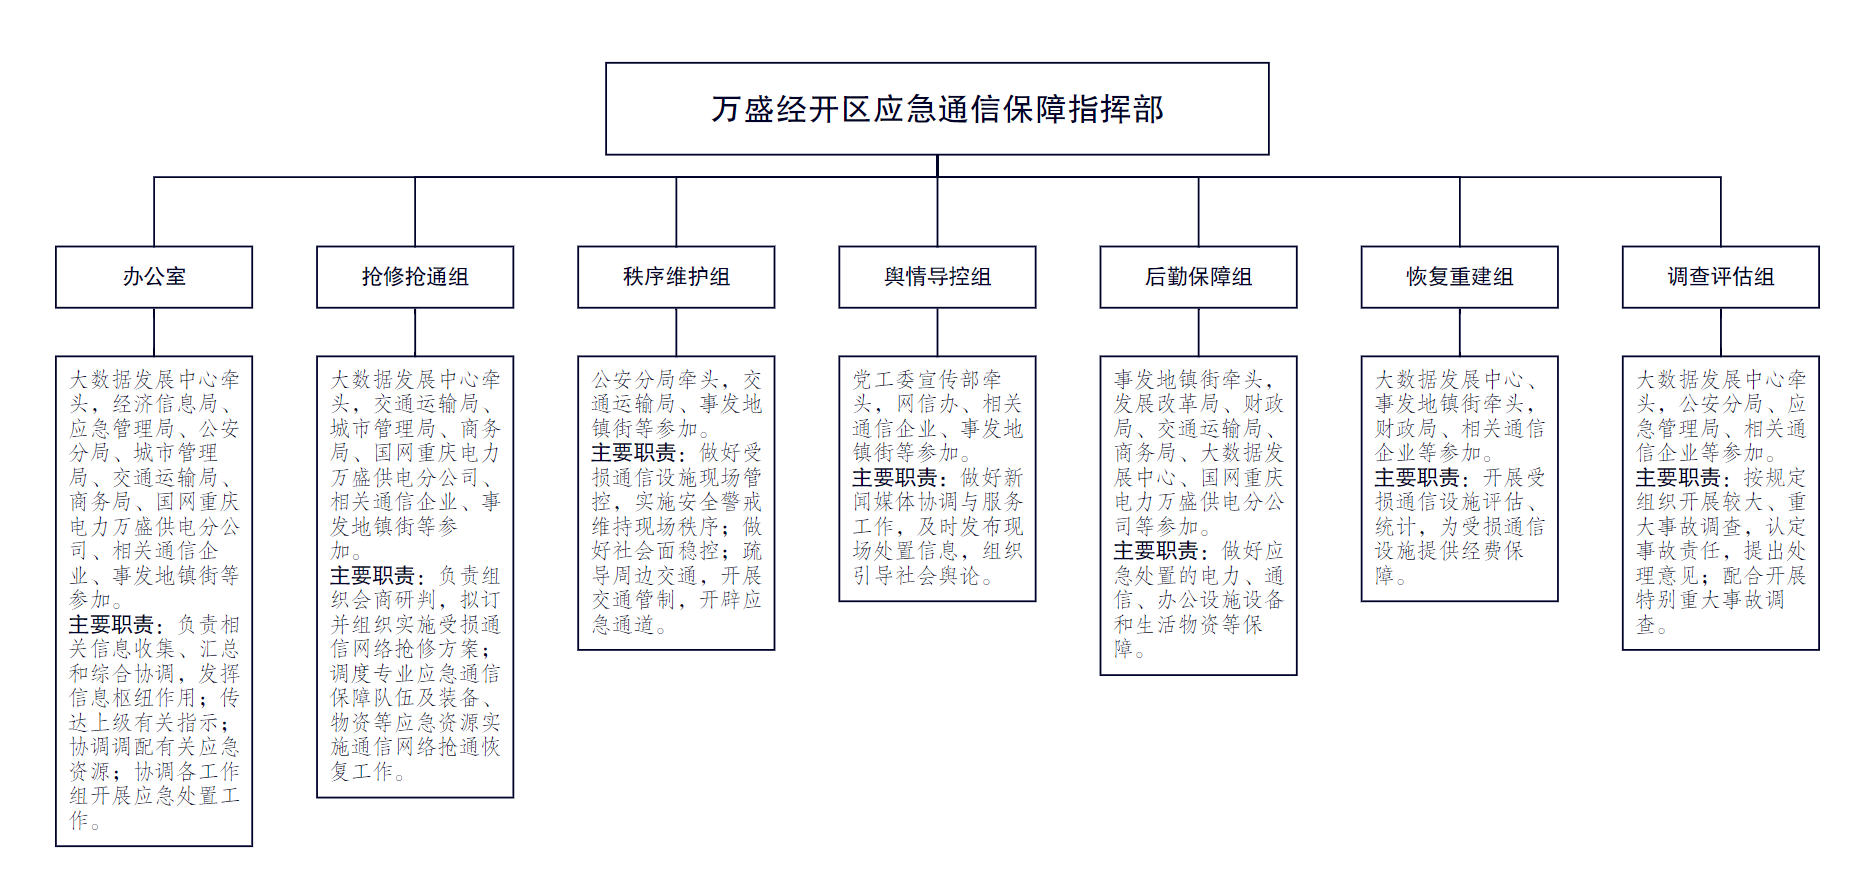 万盛经开区应急通信保障指挥部
办公室
抢修抢通组
秩序维护组
舆情导控组
后勤保障组
恢复重建组
调查评估组
大数据发展中心牵
头，经济信息局、
应急管理局、公安
分局、城市管理
局、交通运输局、
商务局、国网重庆
电力万盛供电分公
司、相关通信企
业、事发地镇街等
参加。
主要职责：负责相
关信息收集、汇总
和综合协调，发挥
信息枢纽作用；传
达上级有关指示；
协调调配有关应急
资源；协调各工作
组开展应急处置工
作。
大数据发展中心牵
头，交通运输局、
城市管理局、商务
局、国网重庆电力
万盛供电分公司、
相关通信企业、事
发地镇街等参
加。
主要职责：负责组
织会商研判，拟订
并组织实施受损通
信网络抢修方案；
调度专业应急通信
保障队伍及装备、
物资等应急资源实
施通信网络抢通恢
复工作。
公安分局牵头，交
通运输局、事发地
镇街等参加。
主要职责：做好受
损通信设施现场管
控，实施安全警戒
维持现场秩序；做
好社会面稳控；疏
导周边交通，开展
交通管制，开辟应
急通道。
党工委宣传部牵
头，网信办、相关
通信企业、事发地
镇街等参加。
主要职责：做好新
闻媒体协调与服务
工作，及时发布现
场处置信息，组织
引导社会舆论。
事发地镇街牵头，
发展改革局、财政
局、交通运输局、
商务局、大数据发
展中心、国网重庆
电力万盛供电分公
司等参加。
主要职责：做好应
急处置的电力、通
信、办公设施设备
和生活物资等保
障。
大数据发展中心、
事发地镇街牵头，
财政局、相关通信
企业等参加。
主要职责：开展受
损通信设施评估、
统计，为受损通信
设施提供经费保
障。
大数据发展中心牵
头，公安分局、应
急管理局、相关通
信企业等参加。
主要职责：按规定
组织开展较大、重
大事故调查，认定
事故责任，提出处
理意见；配合开展
特别重大事故调
查。